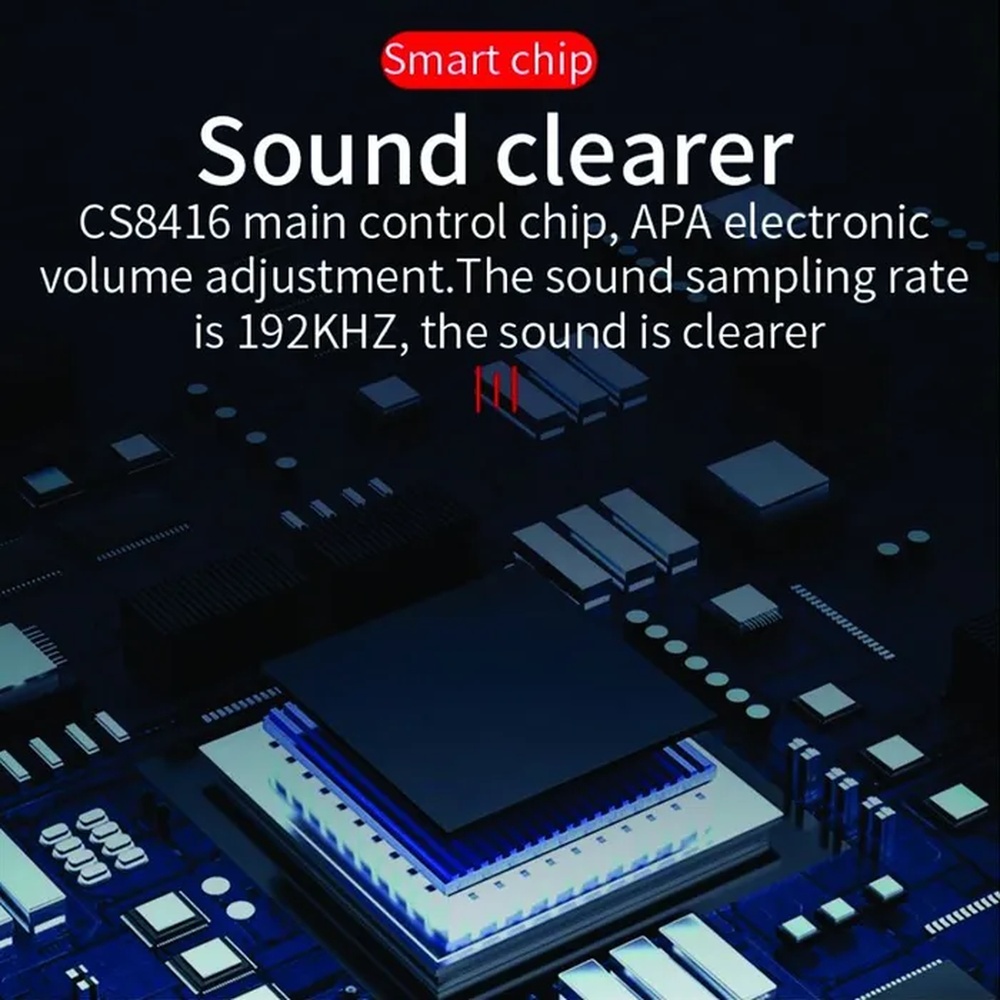 Smart chip
Sound clearer
CS8416 main control chip, APA electronic
volume adjustment.The sound sampling rate
is 192KHZ, the sound is clearer